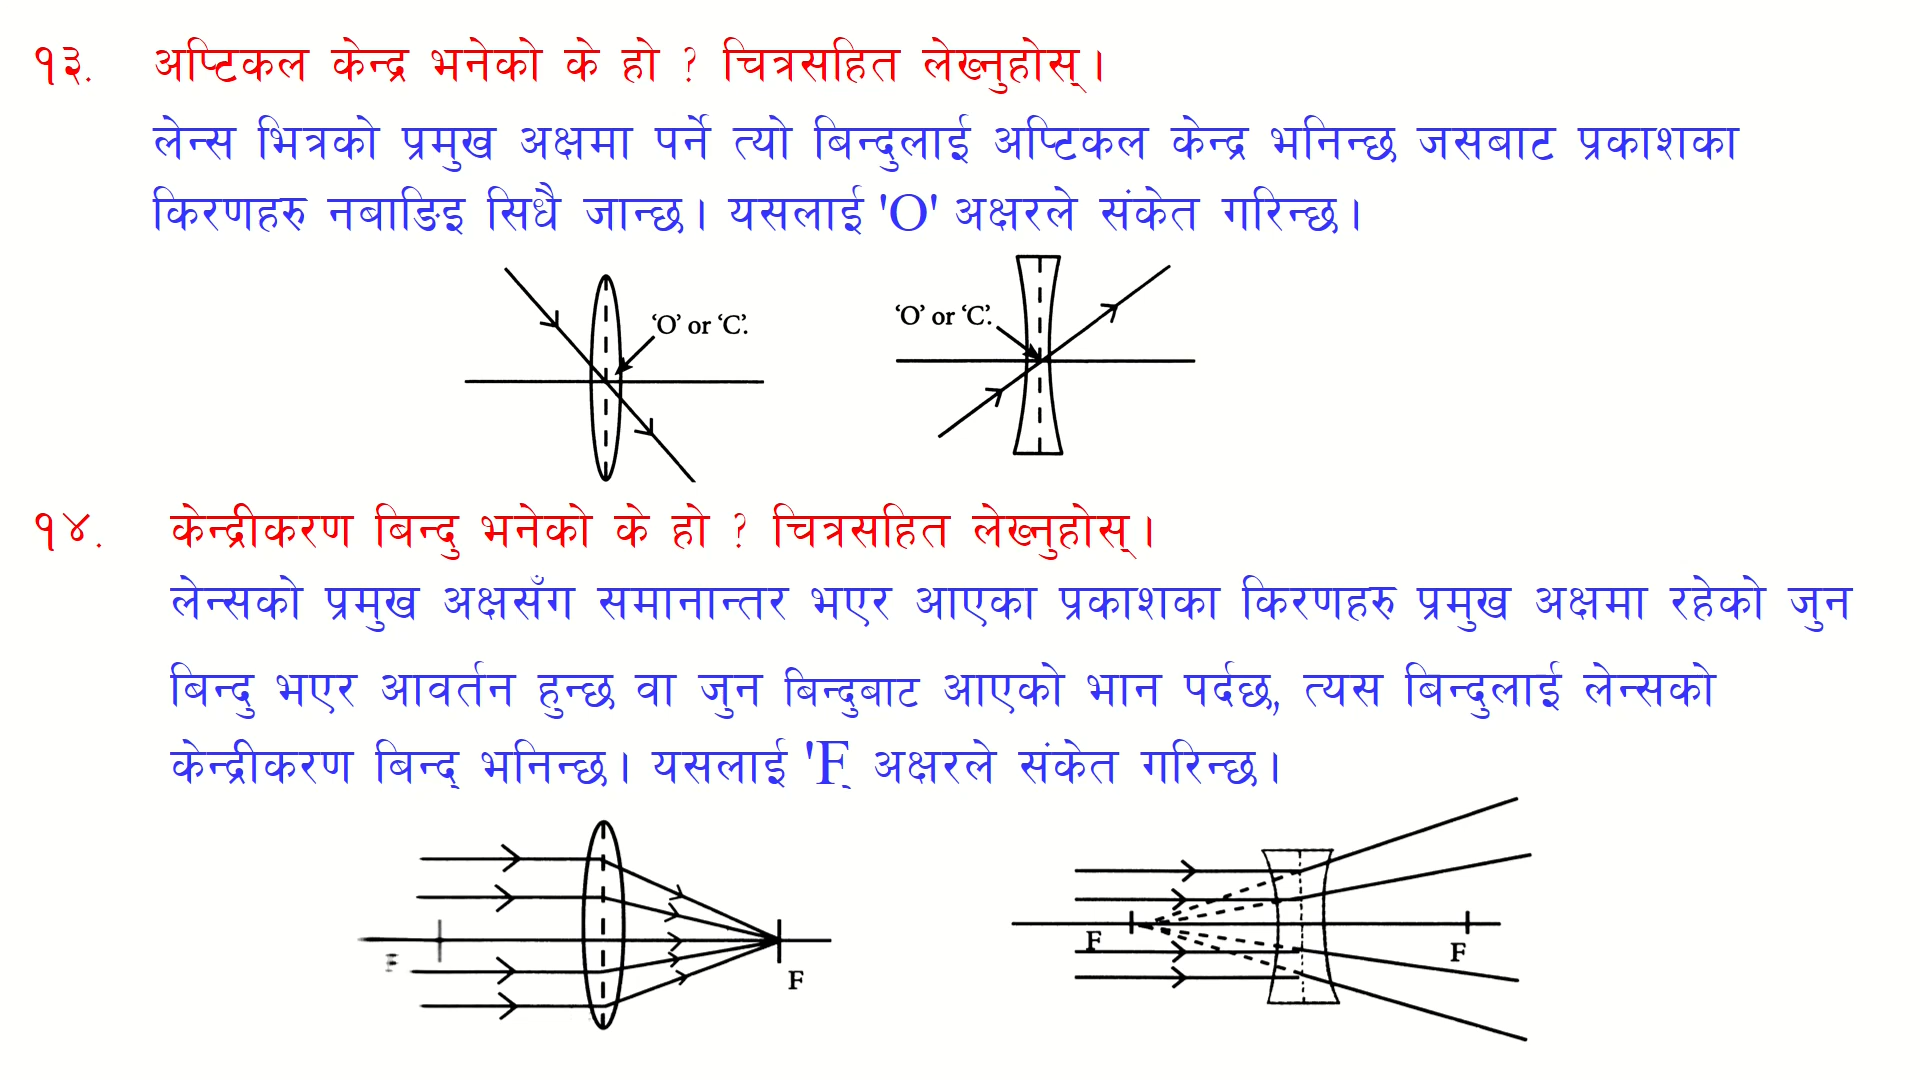 १३. अप्टिकल केन्द्र भनेको के हो ? चित्रसहित लेख्नुहोस्।
लेन्स भित्रको प्रमुख अक्षमा पर्ने त्यो बिन्दुलाई अप्टिकल केन्द्र भनिन्छ जसबाट प्रकाशका
किरणहरु नबाङिइ सिधै जान्छ। यसलाई 'O' अक्षरले संकेत गरिन्छ।
‘O’ or ‘C’. ‘O’ or ‘C’.
१४. केन्द्रीकरण बिन्दु भनेको के हो ? चित्रसहित लेख्नुहोस्।
लेन्सको प्रमुख अक्षसँग समानान्तर भएर आएका प्रकाशका किरणहरु प्रमुख अक्षमा रहेको जुन
बिन्दु भएर आवर्तन हुन्छ वा जुन बिन्दुबाट आएको भान पर्दछ, त्यस बिन्दुलाई लेन्सको
केन्द्रीकरण बिन्द् भनिन्छ। यसलाई 'F' अक्षरले संकेत गरिन्छ।
F F F F